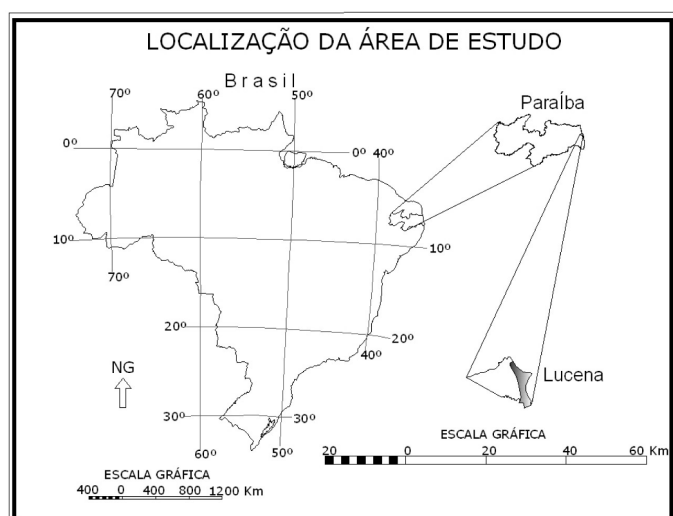 LOCALIZAÇÃO DA ÁREA DE ESTUDO
Brasil
70º 60º 50º
ParaÍba
0º 0º 40º
10º 10º
70º
20º 20º
40º
NG
Lucena
30º 30º
60º 50º
ESCALA GRÁFICA
20 0 20 40 60 Km
ESCALA GRÁFICA
400 0 400 800 1200 Km